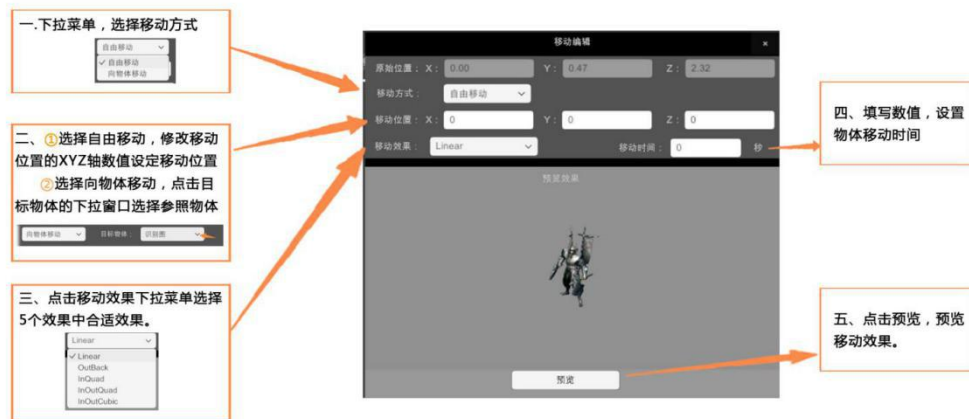 一.下拉菜单，选择移动方式
自由移动
✓ 自由移动
向物体移动
二、①选择自由移动，修改移动
位置的XYZ轴数值设定移动位置
②选择向物体移动，点击目
标物体的下拉窗口选择参照物体
向物体移动 目标物体： 识别图
三、点击移动效果下拉菜单选择
5个效果中合适效果。
Linear
✓ Linear
OutBack
InQuad
InOutQuad
InOutCubic
移动编辑 ×
原始位置： X： 0.00 Y： 0.47 Z： 2.32
移动方式： 自由移动
移动位置： X： 0 Y： 0 Z： 0
移动效果： Linear 移动时间： 0 秒
预览效果
预览
四、填写数值，设置
物体移动时间
五、点击预览，预览
移动效果。